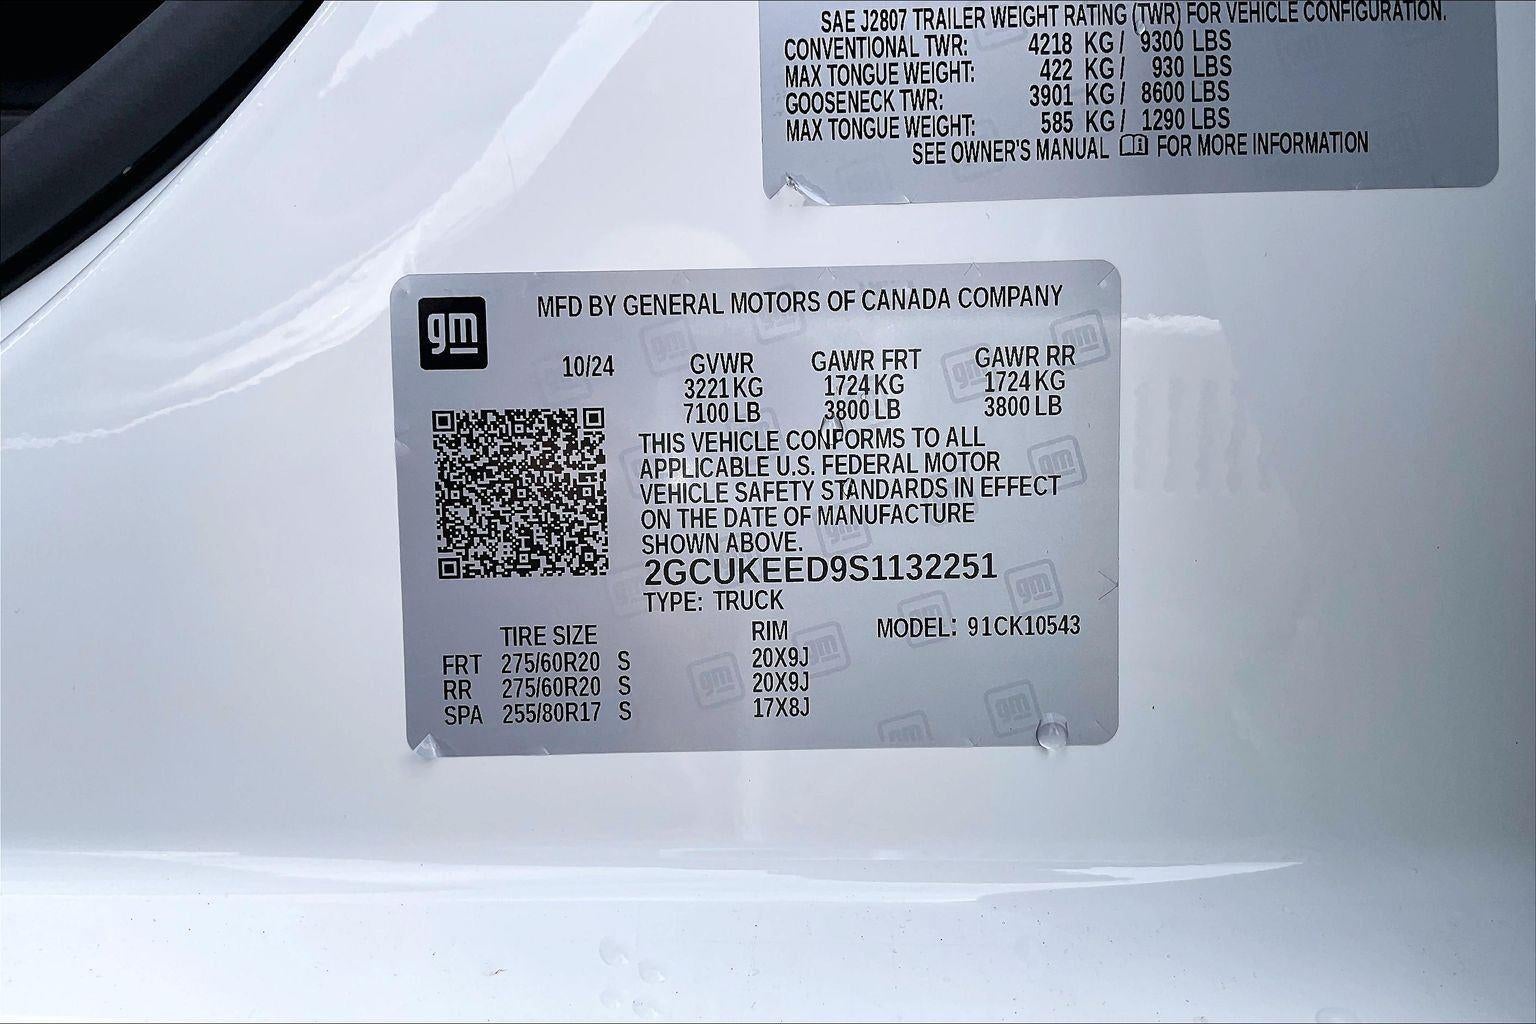 SAE J2807 TRAILER WEIGHT RATING (TWR) FOR VEHICLE CONFIGURATION.
CONVENTIONAL TWR: 4218 KG / 9300 LBS
MAX TONGUE WEIGHT: 422 KG / 930 LBS
GOOSENECK TWR: 3901 KG / 8600 LBS
MAX TONGUE WEIGHT: 585 KG / 1290 LBS
SEE OWNER'S MANUAL FOR MORE INFORMATION
gm
MFD BY GENERAL MOTORS OF CANADA COMPANY
10/24 GVWR GAWR FRT GAWR RR
3221 KG 1724 KG 1724 KG
7100 LB 3800 LB 3800 LB
THIS VEHICLE CONFORMS TO ALL
APPLICABLE U.S. FEDERAL MOTOR
VEHICLE SAFETY STANDARDS IN EFFECT
ON THE DATE OF MANUFACTURE
SHOWN ABOVE.
2GCUKEED9S1132251
TYPE: TRUCK
TIRE SIZE RIM MODEL: 91CK10543
FRT 275/60R20 S 20X9J
RR 275/60R20 S 20X9J
SPA 255/80R17 S 17X8J